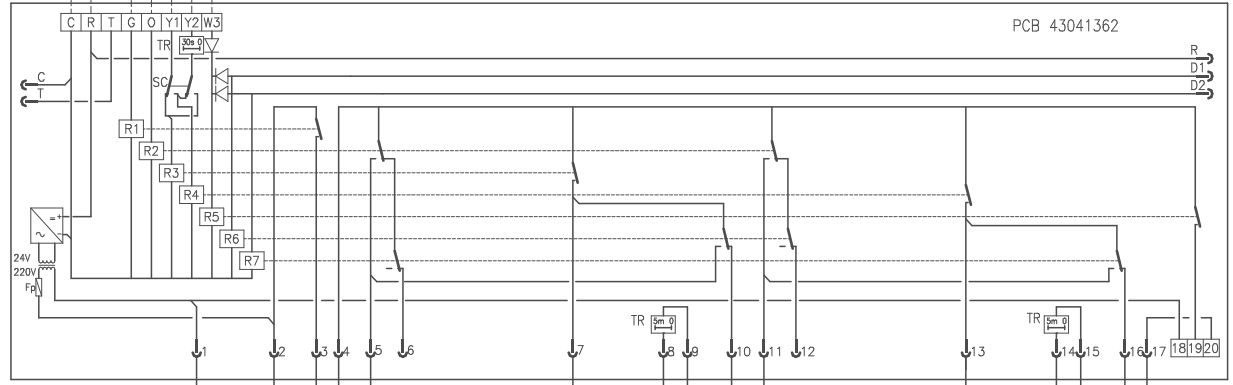 C R T G O Y1 Y2 W3
PCB 43041362
TR 30s 0
R
C
D1
SC
T
D2
R1
R2
R3
R4
= +
R5
~ -
R6
24V
R7
220V
Fp
TR 5m 0
TR 5m 0
1 2 3 4 5 6 7 8 9 10 11 12 13 14 15 16 17 18 19 20